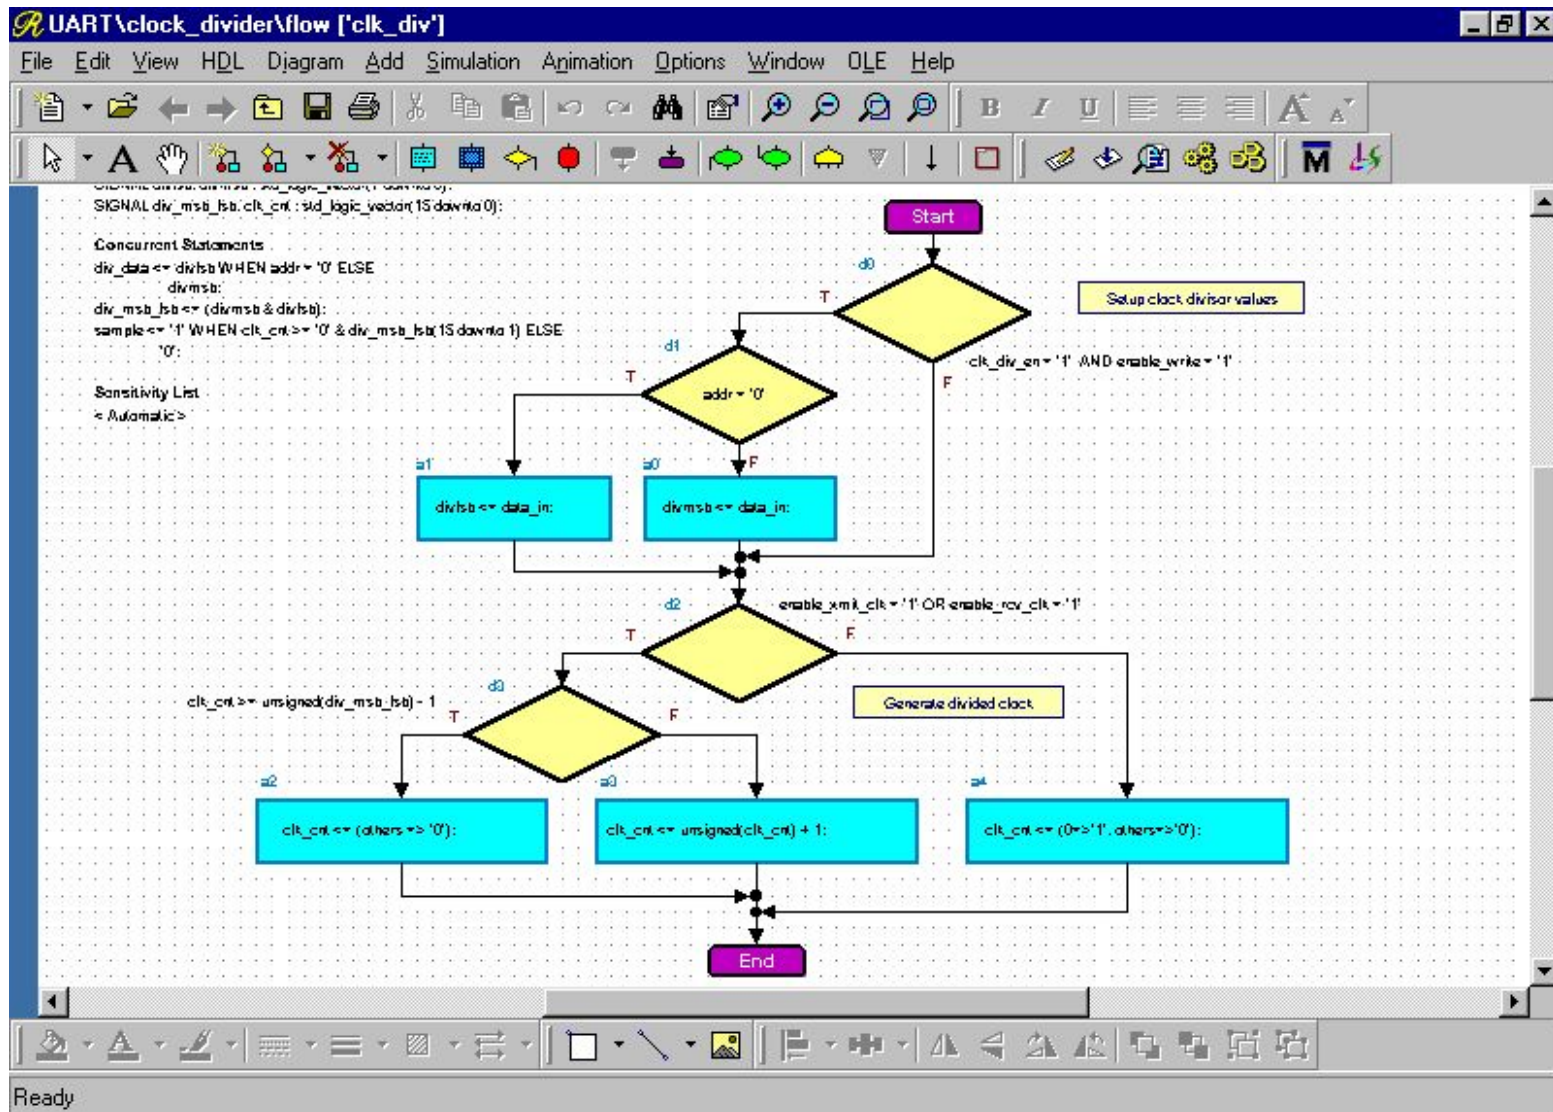 UART\clock_divider\flow ['clk_div']
File Edit View HDL Diagram Add Simulation Animation Options Window OLE Help
B I U A A
A M
SIGNAL div_msb_lsb, clk_cnt : std_logic_vector(15 downto 0);
Start
Concurrent Statements
div_data <= divlsb WHEN addr = '0' ELSE
divmsb;
div_msb_lsb <= (divmsb & divlsb);
sample <= '1' WHEN clk_cnt >= '0' & div_msb_lsb(15 downto 1) ELSE
'0';
Sensitivity List
< Automatic >
d0
T
Setup clock divisor values
clk_div_en = '1' AND enable_write = '1'
F
d1
T
addr = '0'
F
a1
divlsb <= data_in;
a0
divmsb <= data_in;
d2
enable_xmit_clk = '1' OR enable_rcv_clk = '1'
T
F
clk_cnt >= unsigned(div_msb_lsb) - 1
d3
T
F
Generate divided clock
a2
clk_cnt <= (others => '0');
a3
clk_cnt <= unsigned(clk_cnt) + 1;
a4
clk_cnt <= (0=>'1', others=>'0');
End
A
Ready